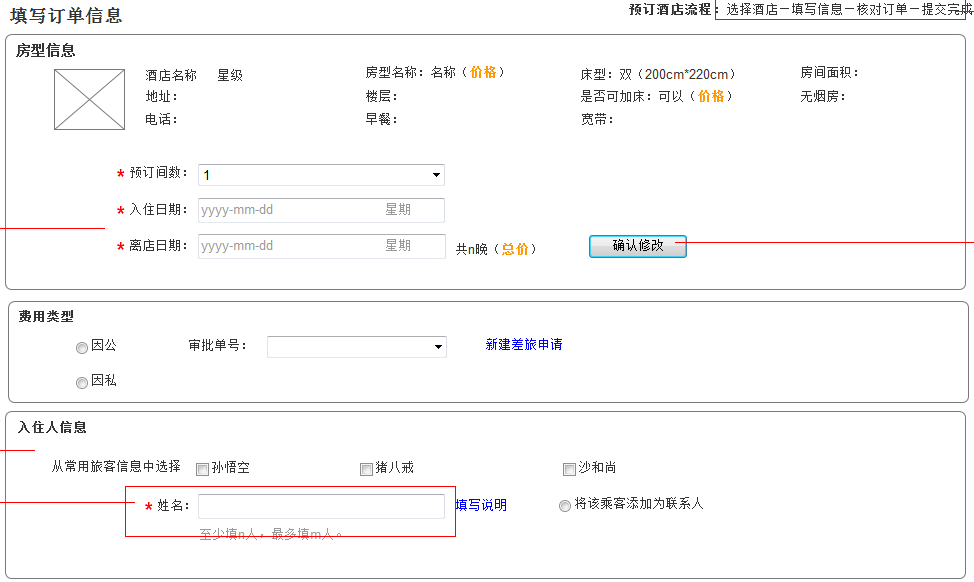 填写订单信息
预订酒店流程：选择酒店－填写信息－核对订单－提交完成
房型信息
酒店名称 星级 房型名称：名称（价格） 床型：双（200cm*220cm） 房间面积：
地址： 楼层： 是否可加床：可以（价格） 无烟房：
电话： 早餐： 宽带：
* 预订间数： 1
* 入住日期： yyyy-mm-dd 星期
* 离店日期： yyyy-mm-dd 星期 共n晚（总价） 确认修改
费用类型
因公 审批单号： 新建差旅申请
因私
入住人信息
从常用旅客信息中选择 孙悟空 猪八戒 沙和尚
* 姓名： 填写说明 将该乘客添加为联系人
至少填n人，最多填m人。